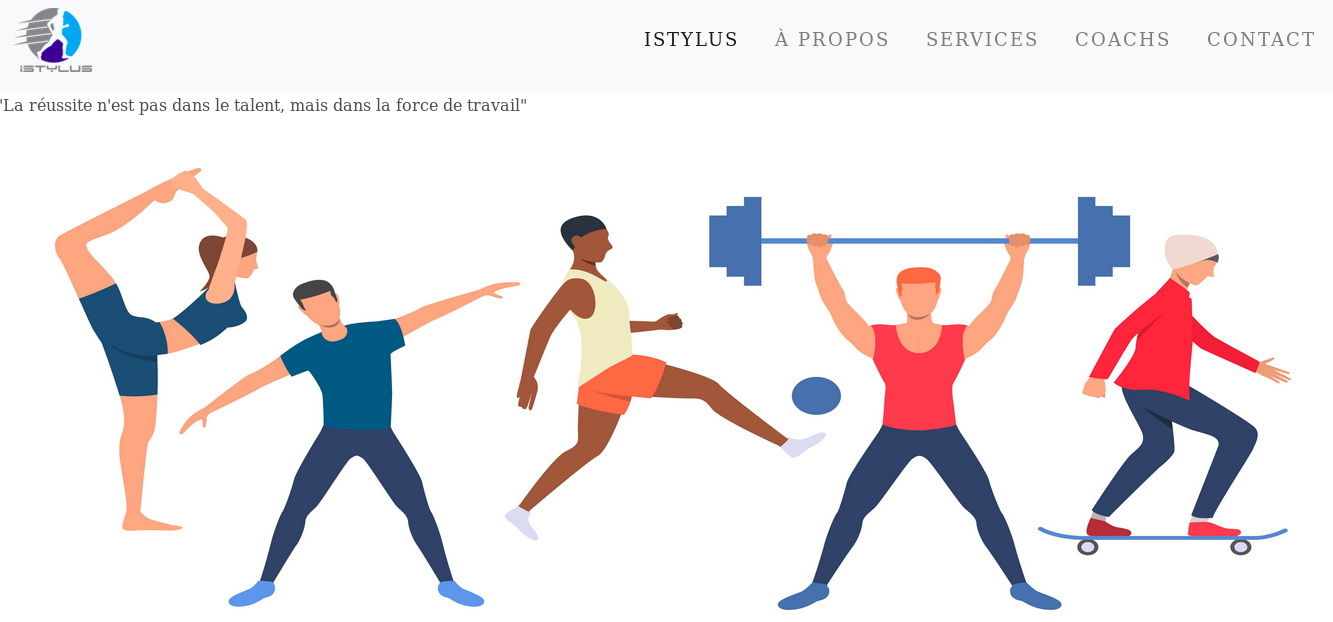 iSTYLUS
ISTYLUS À PROPOS SERVICES COACHS CONTACT
"La réussite n'est pas dans le talent, mais dans la force de travail"